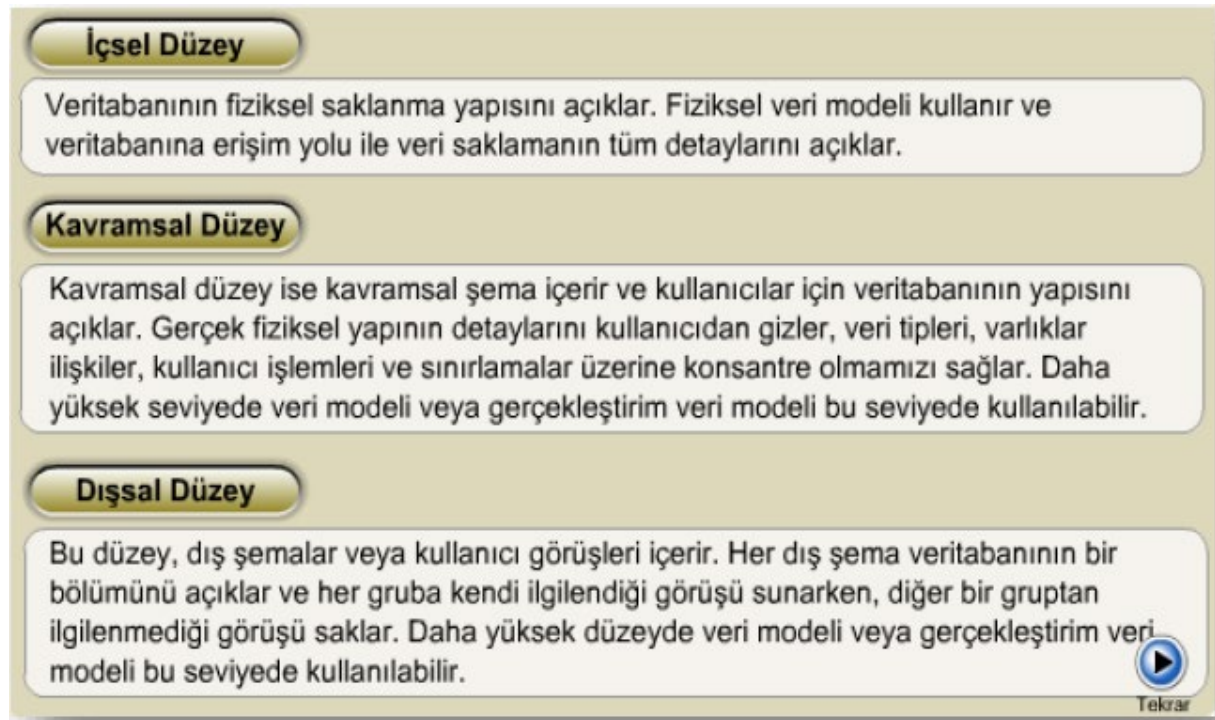 İçsel Düzey
Veritabanının fiziksel saklanma yapısını açıklar. Fiziksel veri modeli kullanır ve
veritabanına erişim yolu ile veri saklamanın tüm detaylarını açıklar.
Kavramsal Düzey
Kavramsal düzey ise kavramsal şema içerir ve kullanıcılar için veritabanının yapısını
açıklar. Gerçek fiziksel yapının detaylarını kullanıcıdan gizler, veri tipleri, varlıklar
ilişkiler, kullanıcı işlemleri ve sınırlamalar üzerine konsantre olmamızı sağlar. Daha
yüksek seviyede veri modeli veya gerçekleştirim veri modeli bu seviyede kullanılabilir.
Dışsal Düzey
Bu düzey, dış şemalar veya kullanıcı görüşleri içerir. Her dış şema veritabanının bir
bölümünü açıklar ve her gruba kendi ilgilendiği görüşü sunarken, diğer bir gruptan
ilgilenmediği görüşü saklar. Daha yüksek düzeyde veri modeli veya gerçekleştirim veri
modeli bu seviyede kullanılabilir.
Tekrar